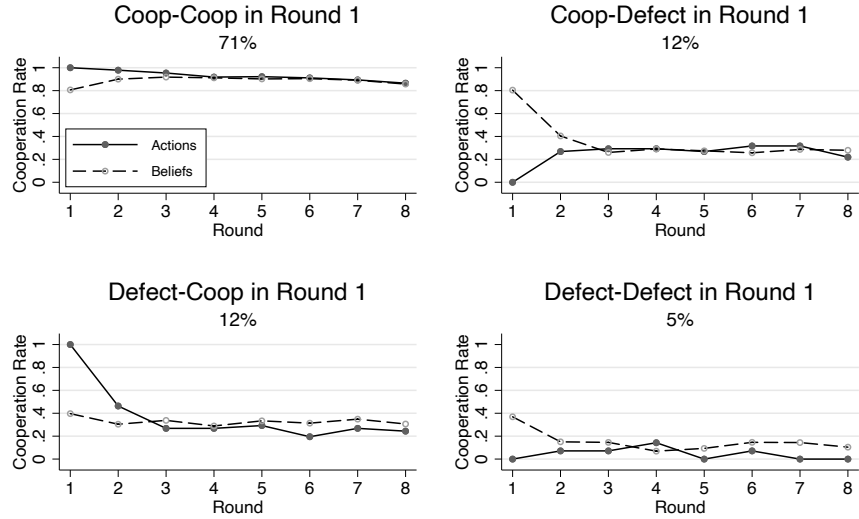 Coop-Coop in Round 1
71%
Cooperation Rate
0 .2 .4 .6 .8 1
Actions
Beliefs
1 2 3 4 5 6 7 8
Round
Coop-Defect in Round 1
12%
Cooperation Rate
0 .2 .4 .6 .8 1
1 2 3 4 5 6 7 8
Round
Defect-Coop in Round 1
12%
Cooperation Rate
0 .2 .4 .6 .8 1
1 2 3 4 5 6 7 8
Round
Defect-Defect in Round 1
5%
Cooperation Rate
0 .2 .4 .6 .8 1
1 2 3 4 5 6 7 8
Round